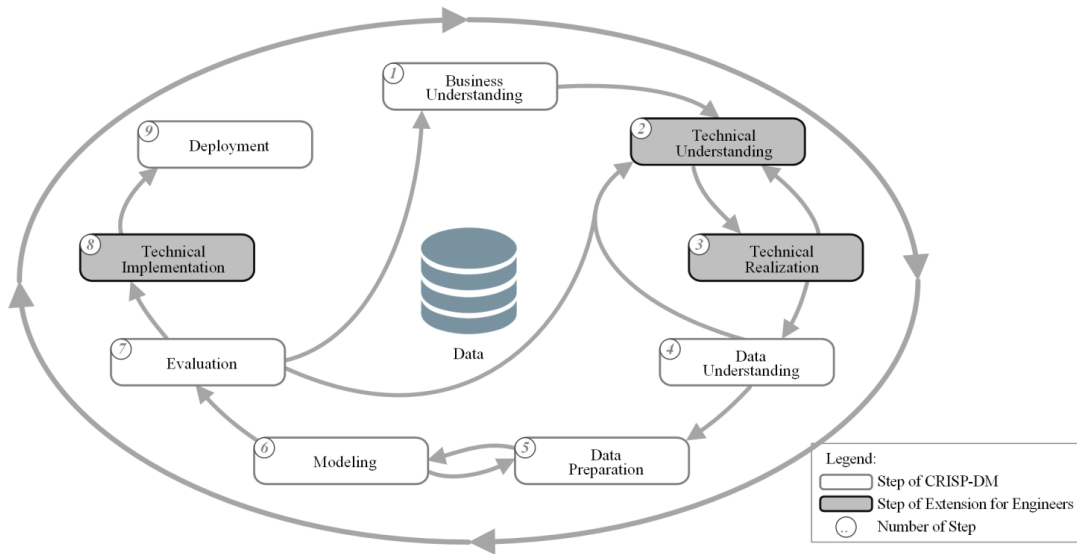 1
Business
Understanding
2
Technical
Understanding
3
Technical
Realization
4
Data
Understanding
5
Data
Preparation
6
Modeling
7
Evaluation
8
Technical
Implementation
9
Deployment
Data
Legend:
Step of CRISP-DM
Step of Extension for Engineers
..
Number of Step